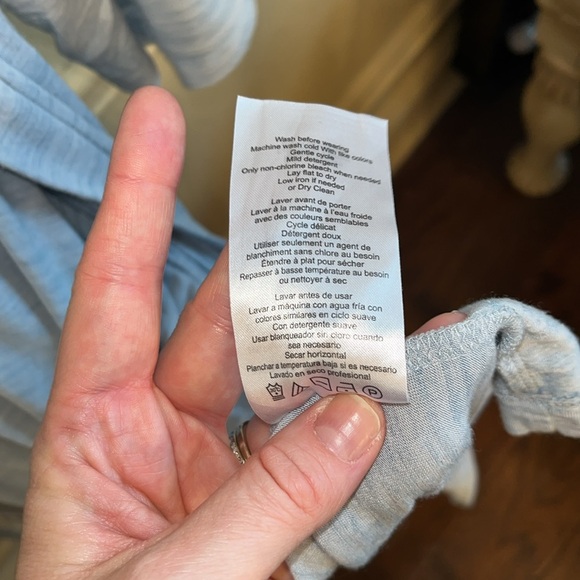 Wash before wearing
Machine wash cold With like colors
Gentle cycle
Mild detergent
Only non-chlorine bleach when needed
Lay flat to dry
Low iron if needed
or Dry Clean
Laver avant de porter
Laver à la machine à l'eau froide
avec des couleurs semblables
Cycle délicat
Détergent doux
Utiliser seulement un agent de
blanchiment sans chlore au besoin
Étendre à plat pour sécher
Repasser à basse température au besoin
ou nettoyer à sec
Lavar antes de usar
Lavar a máquina con agua fría con
colores similares en ciclo suave
Con detergente suave
Usar blanqueador sin cloro cuando
sea necesario
Secar horizontal
Planchar a temperatura baja si es necesario
Lavado en seco profesional